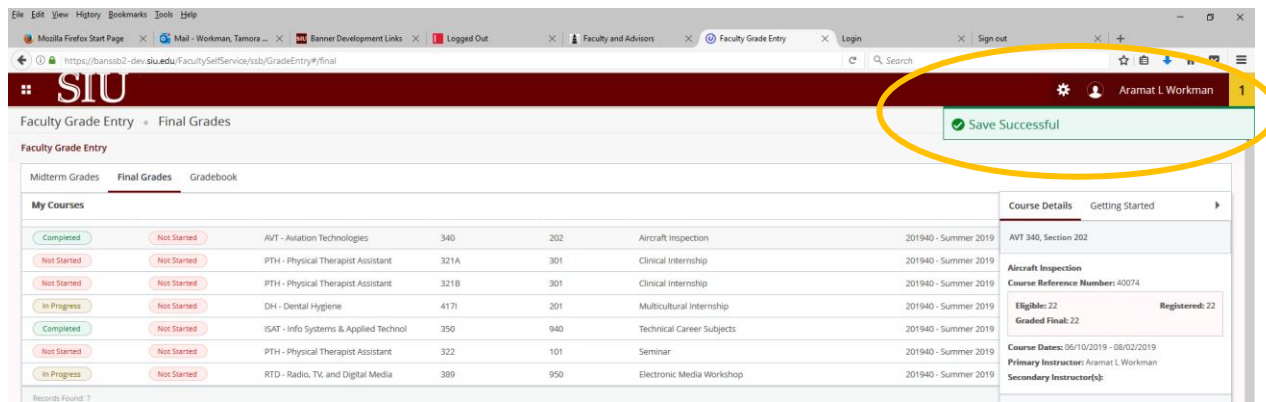 File Edit View History Bookmarks Tools Help
Mozilla Firefox Start Page Mail - Workman, Tamora ... SIU Banner Development Links Logged Out Faculty and Advisors Faculty Grade Entry Login Sign out
https://banssb2-dev.siu.edu/FacultySelfService/ssb/GradeEntry#/final Search
SIU Aramat L Workman 1
Faculty Grade Entry • Final Grades Save Successful
Faculty Grade Entry
Midterm Grades Final Grades Gradebook
My Courses
Completed Not Started AVT - Aviation Technologies 340 202 Aircraft Inspection 201940 - Summer 2019
Not Started Not Started PTH - Physical Therapist Assistant 321A 301 Clinical Internship 201940 - Summer 2019
Not Started Not Started PTH - Physical Therapist Assistant 321B 301 Clinical Internship 201940 - Summer 2019
In Progress Not Started DH - Dental Hygiene 417I 201 Multicultural Internship 201940 - Summer 2019
Completed Not Started ISAT - Info Systems & Applied Technol 350 940 Technical Career Subjects 201940 - Summer 2019
Not Started Not Started PTH - Physical Therapist Assistant 322 101 Seminar 201940 - Summer 2019
In Progress Not Started RTD - Radio, TV, and Digital Media 389 950 Electronic Media Workshop 201940 - Summer 2019
Records Found: 7
Course Details Getting Started
AVT 340, Section 202
Aircraft Inspection
Course Reference Number: 40074
Eligible: 22 Registered: 22
Graded Final: 22
Course Dates: 06/10/2019 - 08/02/2019
Primary Instructor: Aramat L Workman
Secondary Instructor(s):